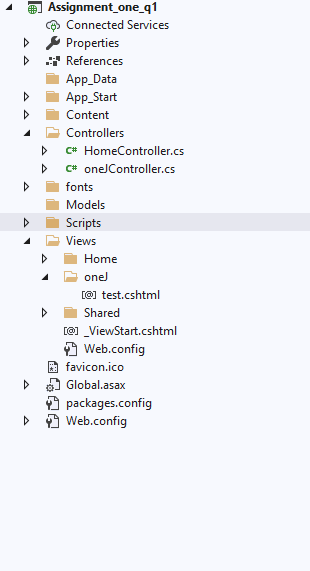 Assignment_one_q1
Connected Services
Properties
References
App_Data
App_Start
Content
Controllers
C# HomeController.cs
C# oneJController.cs
fonts
Models
Scripts
Views
Home
oneJ
[@] test.cshtml
Shared
[@] _ViewStart.cshtml
Web.config
favicon.ico
Global.asax
packages.config
Web.config